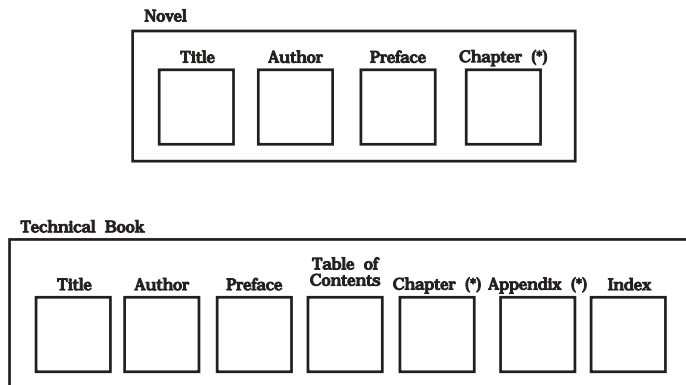 Novel
Title Author Preface Chapter (*)
Technical Book
Title Author Preface Table of Contents Chapter (*) Appendix (*) Index